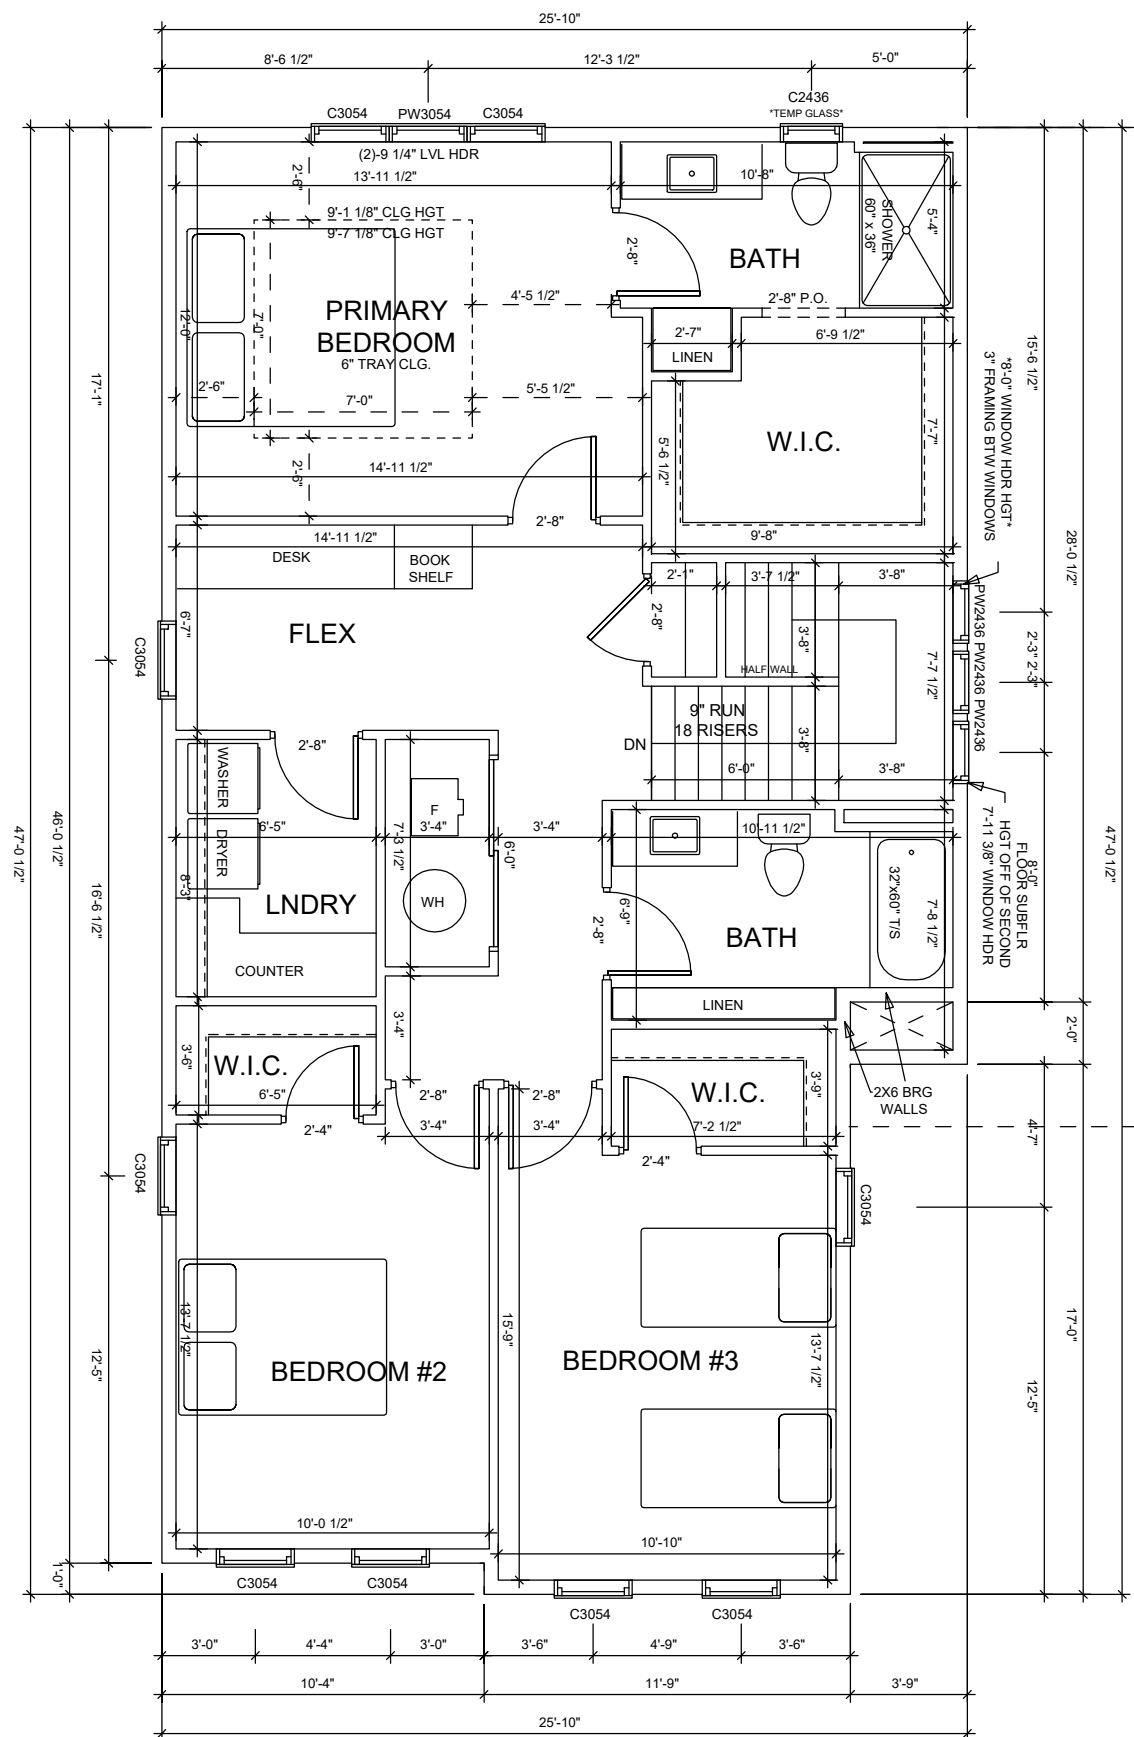 25'-10"
8'-6 1/2"
12'-3 1/2"
5'-0"
C3054
PW3054
C3054
C2436
*TEMP GLASS*
(2)-9 1/4" LVL HDR
2'-6"
13'-11 1/2"
10'-8"
9'-1 1/8" CLG HGT
9'-7 1/8" CLG HGT
SHOWER
60" x 36"
5'-4"
2'-8"
BATH
PRIMARY
BEDROOM
6" TRAY CLG.
12'-0"
7'-0"
4'-5 1/2"
2'-8" P.O.
2'-7"
6'-9 1/2"
LINEN
2'-6"
7'-0"
5'-5 1/2"
W.I.C.
7'-7"
5'-6 1/2"
2'-6"
14'-11 1/2"
2'-8"
14'-11 1/2"
9'-8"
DESK
BOOK
SHELF
2'-1"
3'-7 1/2"
3'-8"
6'-7"
FLEX
2'-8"
3'-8"
HALF WALL
7'-7 1/2"
9" RUN
18 RISERS
DN
3'-8"
6'-0"
3'-8"
C3054
PW2436 PW2436 PW2436
*8'-0" WINDOW HDR HGT*
3" FRAMING BTW WINDOWS
15'-6 1/2"
2'-3" 2'-3"
28'-0 1/2"
47'-0 1/2"
7'-11 3/8" WINDOW HDR
HGT OFF OF SECOND
FLOOR SUBFLR
8'-0"
17'-1"
46'-0 1/2"
47'-0 1/2"
16'-6 1/2"
2'-8"
WASHER
DRYER
6'-5"
8'-3"
LNDRY
COUNTER
F
3'-4"
7'-3 1/2"
WH
6'-0"
3'-4"
10'-11 1/2"
6'-9"
2'-8"
BATH
32"x60" T/S
7'-8 1/2"
LINEN
3'-4"
2'-0"
3'-6"
W.I.C.
6'-5"
2'-4"
2'-8"
3'-4"
2'-8"
3'-4"
W.I.C.
3'-9"
7'-2 1/2"
2'-4"
2X6 BRG
WALLS
4'-7"
C3054
C3054
13'-7 1/2"
BEDROOM #2
15'-9"
BEDROOM #3
13'-7 1/2"
12'-5"
12'-5"
17'-0"
10'-0 1/2"
10'-10"
1'-0"
C3054
C3054
C3054
C3054
3'-0"
4'-4"
3'-0"
3'-6"
4'-9"
3'-6"
10'-4"
11'-9"
3'-9"
25'-10"